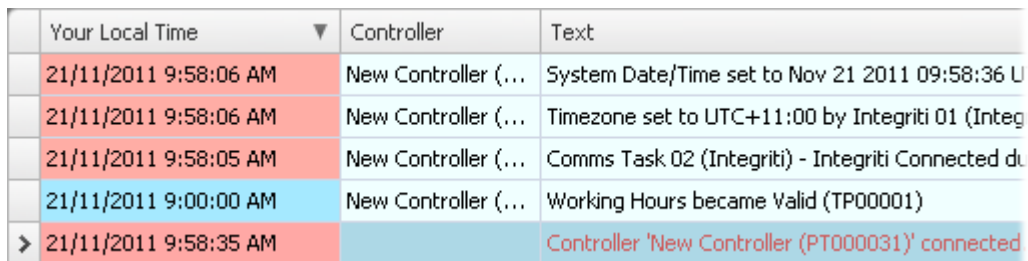 Your Local Time Controller Text
21/11/2011 9:58:06 AM New Controller (... System Date/Time set to Nov 21 2011 09:58:36
21/11/2011 9:58:06 AM New Controller (... Timezone set to UTC+11:00 by Integriti 01 (Integ
21/11/2011 9:58:05 AM New Controller (... Comms Task 02 (Integriti) - Integriti Connected du
21/11/2011 9:00:00 AM New Controller (... Working Hours became Valid (TP00001)
21/11/2011 9:58:35 AM Controller 'New Controller (PT000031)' connected